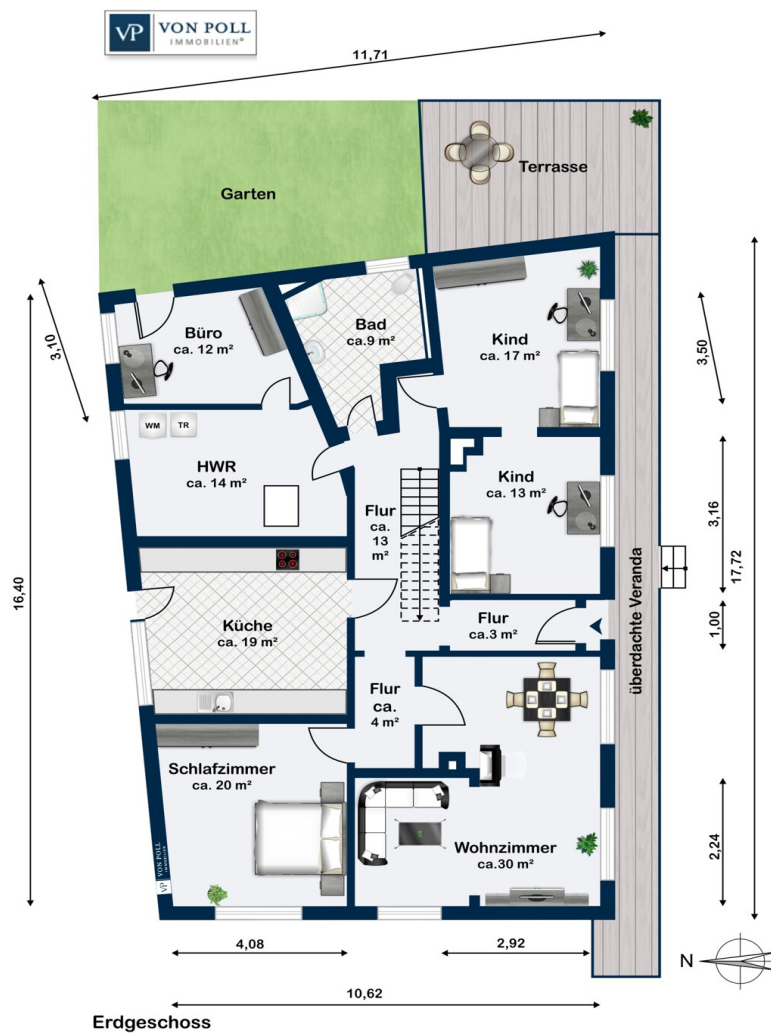 VP VON POLL
IMMOBILIEN®
11,71
Garten
Terrasse
3,10
Büro
ca. 12 m²
Bad
ca.9 m²
Kind
ca. 17 m²
3,50
WM
TR
HWR
ca. 14 m²
Flur
ca.
13
m²
Kind
ca. 13 m²
3,16
17,72
16,40
überdachte Veranda
Küche
ca. 19 m²
Flur
ca.3 m²
1,00
Flur
ca.
4 m²
Schlafzimmer
ca. 20 m²
Wohnzimmer
ca.30 m²
2,24
VP VON POLL
IMMOBILIEN
4,08
2,92
N
10,62
Erdgeschoss